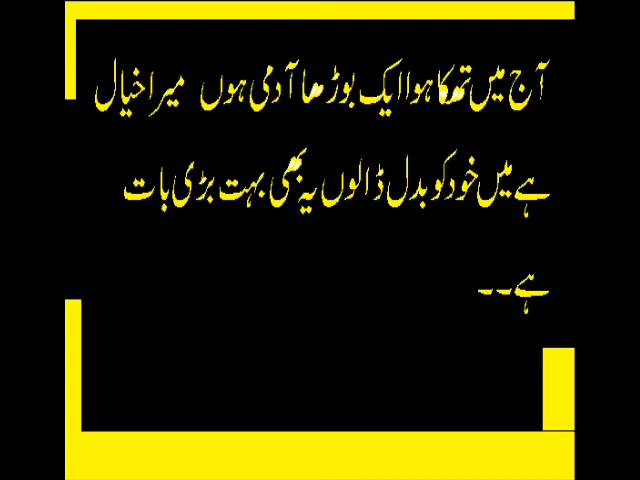 آج میں تھکا ہوا ایک بوڑھا آدمی ہوں میرا خیال
ہے میں خود کو بدل ڈالوں یہ بھی بہت بڑی بات
ہے۔۔